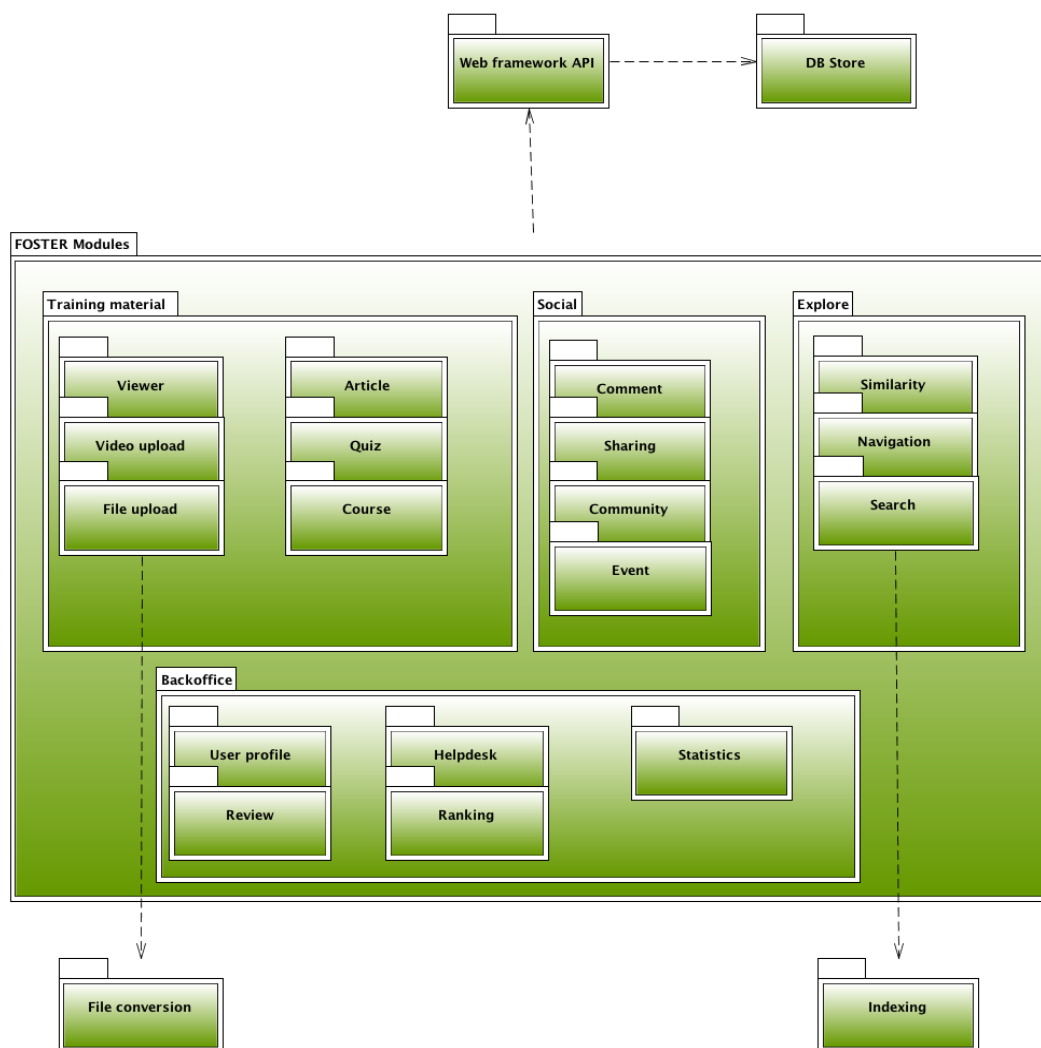 Web framework API
DB Store
FOSTER Modules
Training material
Social
Explore
Viewer
Article
Comment
Similarity
Video upload
Quiz
Sharing
Navigation
File upload
Course
Community
Search
Event
Backoffice
User profile
Helpdesk
Statistics
Review
Ranking
File conversion
Indexing